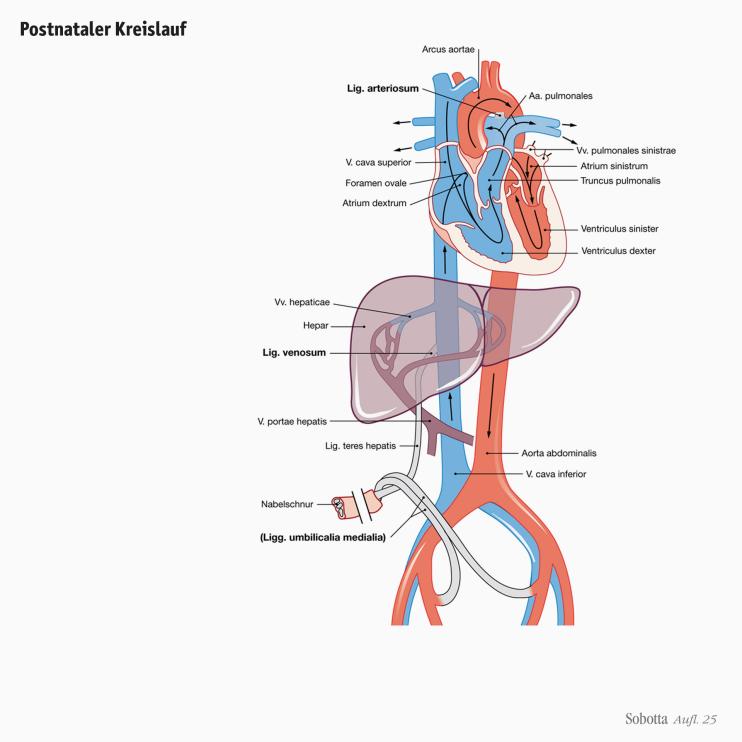 Postnataler Kreislauf
Arcus aortae
Lig. arteriosum
Aa. pulmonales
Vv. pulmonales sinistrae
V. cava superior
Atrium sinistrum
Foramen ovale
Truncus pulmonalis
Atrium dextrum
Ventriculus sinister
Ventriculus dexter
Vv. hepaticae
Hepar
Lig. venosum
V. portae hepatis
Lig. teres hepatis
Aorta abdominalis
V. cava inferior
Nabelschnur
(Ligg. umbilicalia medialia)
Sobotta Aufl. 25